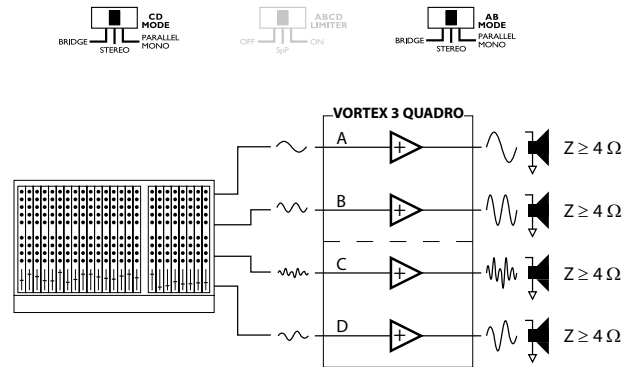 CD
MODE
BRIDGE
STEREO
PARALLEL
MONO
ABCD
LIMITER
OFF
SpP
ON
AB
MODE
BRIDGE
STEREO
PARALLEL
MONO
VORTEX 3 QUADRO
A
Z ≥ 4 Ω
B
Z ≥ 4 Ω
C
Z ≥ 4 Ω
D
Z ≥ 4 Ω